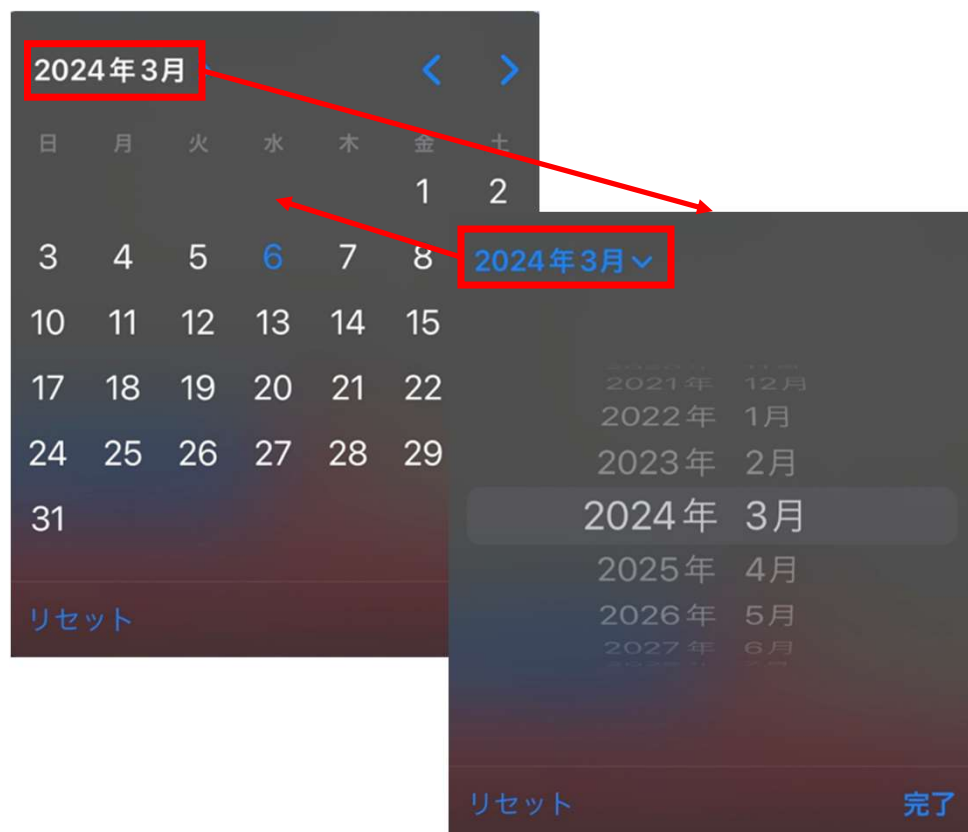 2024年3月
日 月 火 水 木 金 土
1 2
3 4 5 6 7 8
10 11 12 13 14 15
17 18 19 20 21 22
24 25 26 27 28 29
31
リセット
2024年3月
2021年 12月
2022年 1月
2023年 2月
2024年 3月
2025年 4月
2026年 5月
2027年 6月
リセット 完了